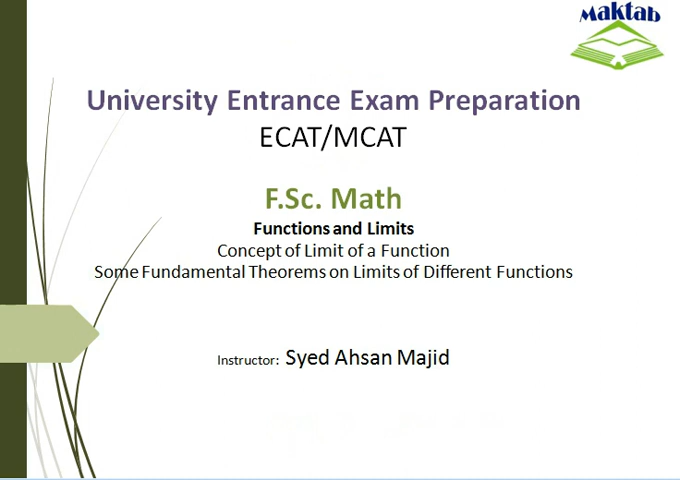 Maktab
University Entrance Exam Preparation
ECAT/MCAT
F.Sc. Math
Functions and Limits
Concept of Limit of a Function
Some Fundamental Theorems on Limits of Different Functions
Instructor: Syed Ahsan Majid